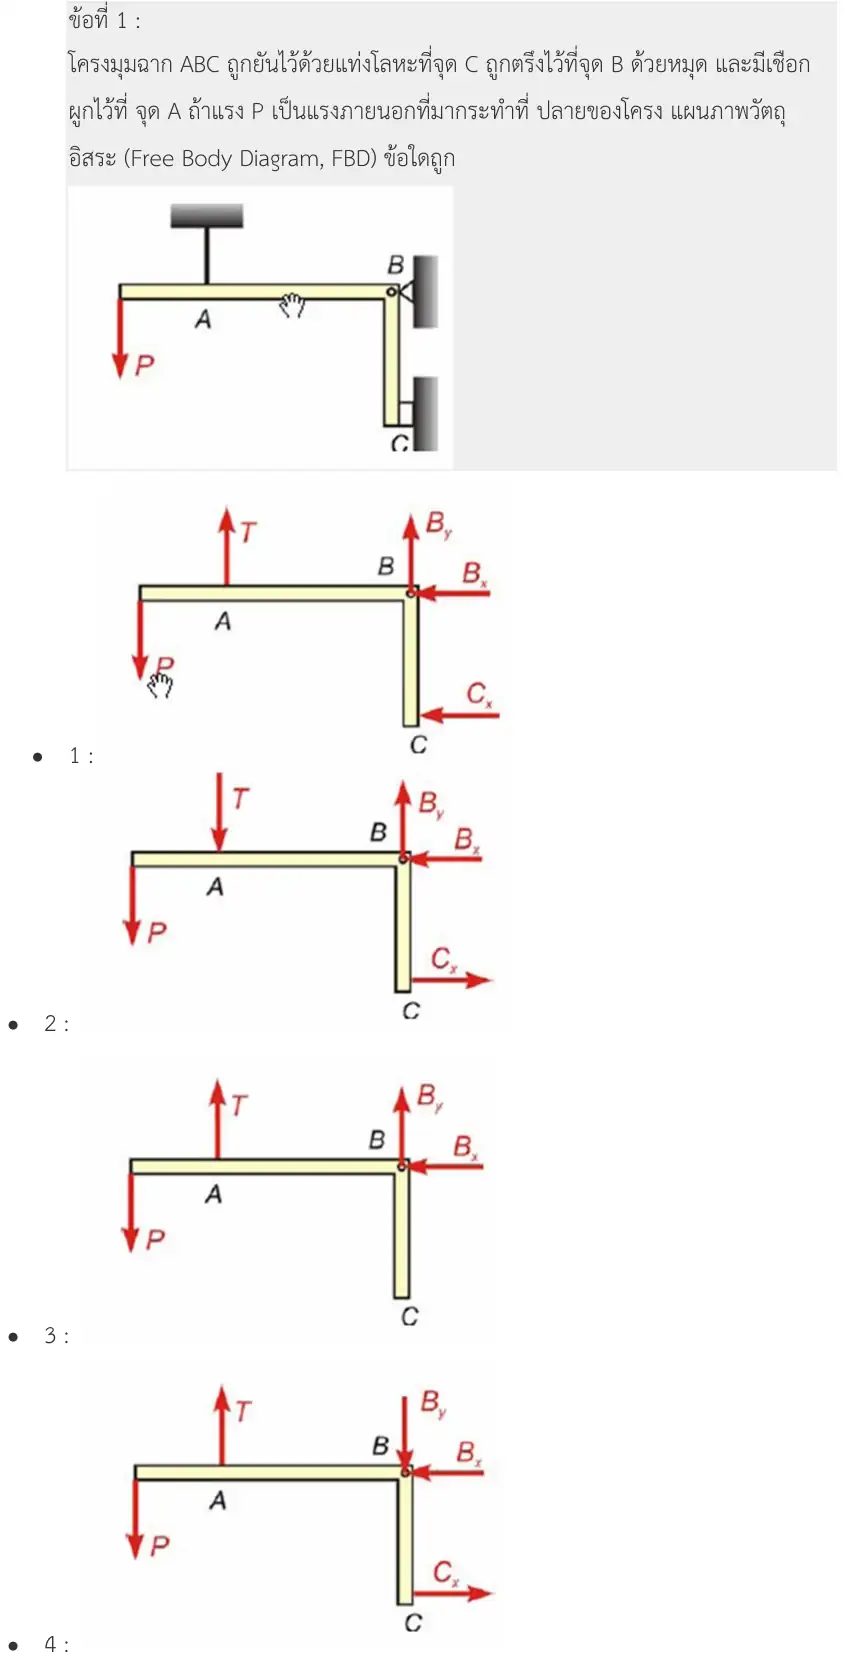 ข้อที่ 1 :
โครงมุมฉาก ABC ถูกยันไว้ด้วยแท่งโลหะที่จุด C ถูกตรึงไว้ที่จุด B ด้วยหมุด และมีเชือก
ผูกไว้ที่ จุด A ถ้าแรง P เป็นแรงภายนอกที่มากระทำที่ ปลายของโครง แผนภาพวัตถุ
อิสระ (Free Body Diagram, FBD) ข้อใดถูก
B
A
P
C
T
By
B
Bx
A
P
Cx
C
1 :
T
By
B
Bx
A
P
Cx
C
2 :
T
By
B
Bx
A
P
C
3 :
T
By
B
Bx
A
P
Cx
C
4 :